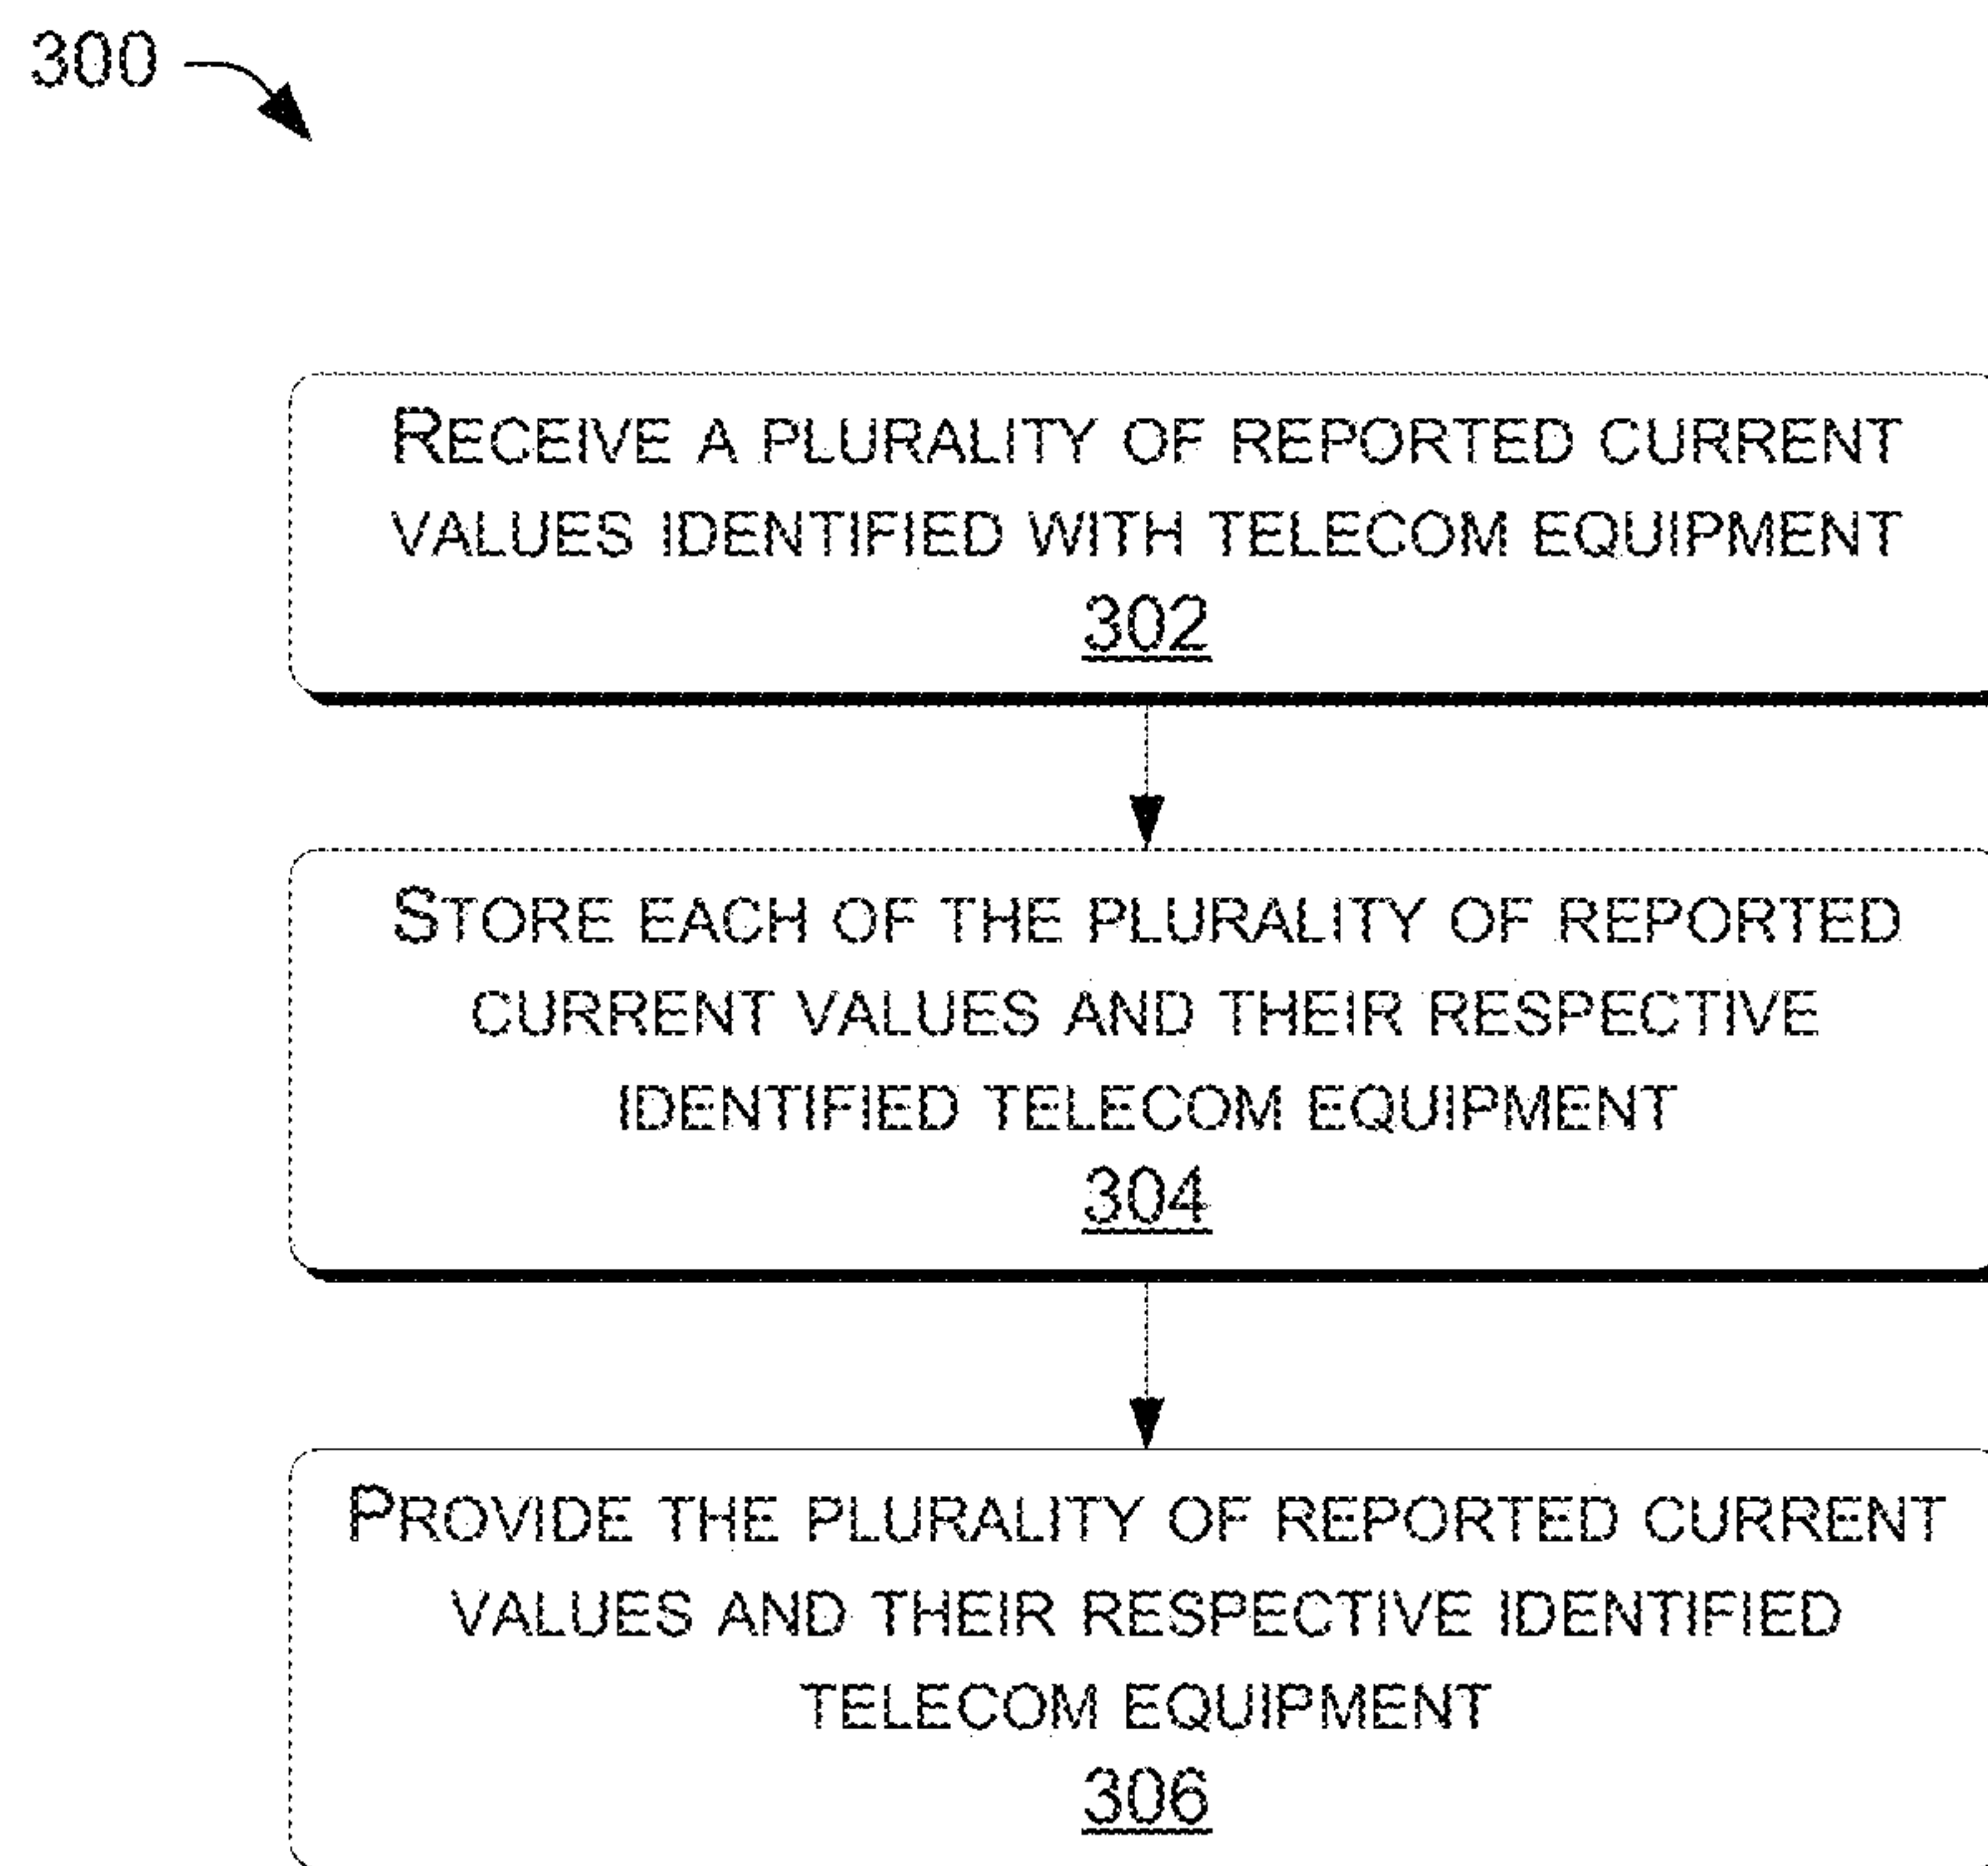 300
RECEIVE A PLURALITY OF REPORTED CURRENT
VALUES IDENTIFIED WITH TELECOM EQUIPMENT
302
STORE EACH OF THE PLURALITY OF REPORTED
CURRENT VALUES AND THEIR RESPECTIVE
IDENTIFIED TELECOM EQUIPMENT
304
PROVIDE THE PLURALITY OF REPORTED CURRENT
VALUES AND THEIR RESPECTIVE IDENTIFIED
TELECOM EQUIPMENT
306